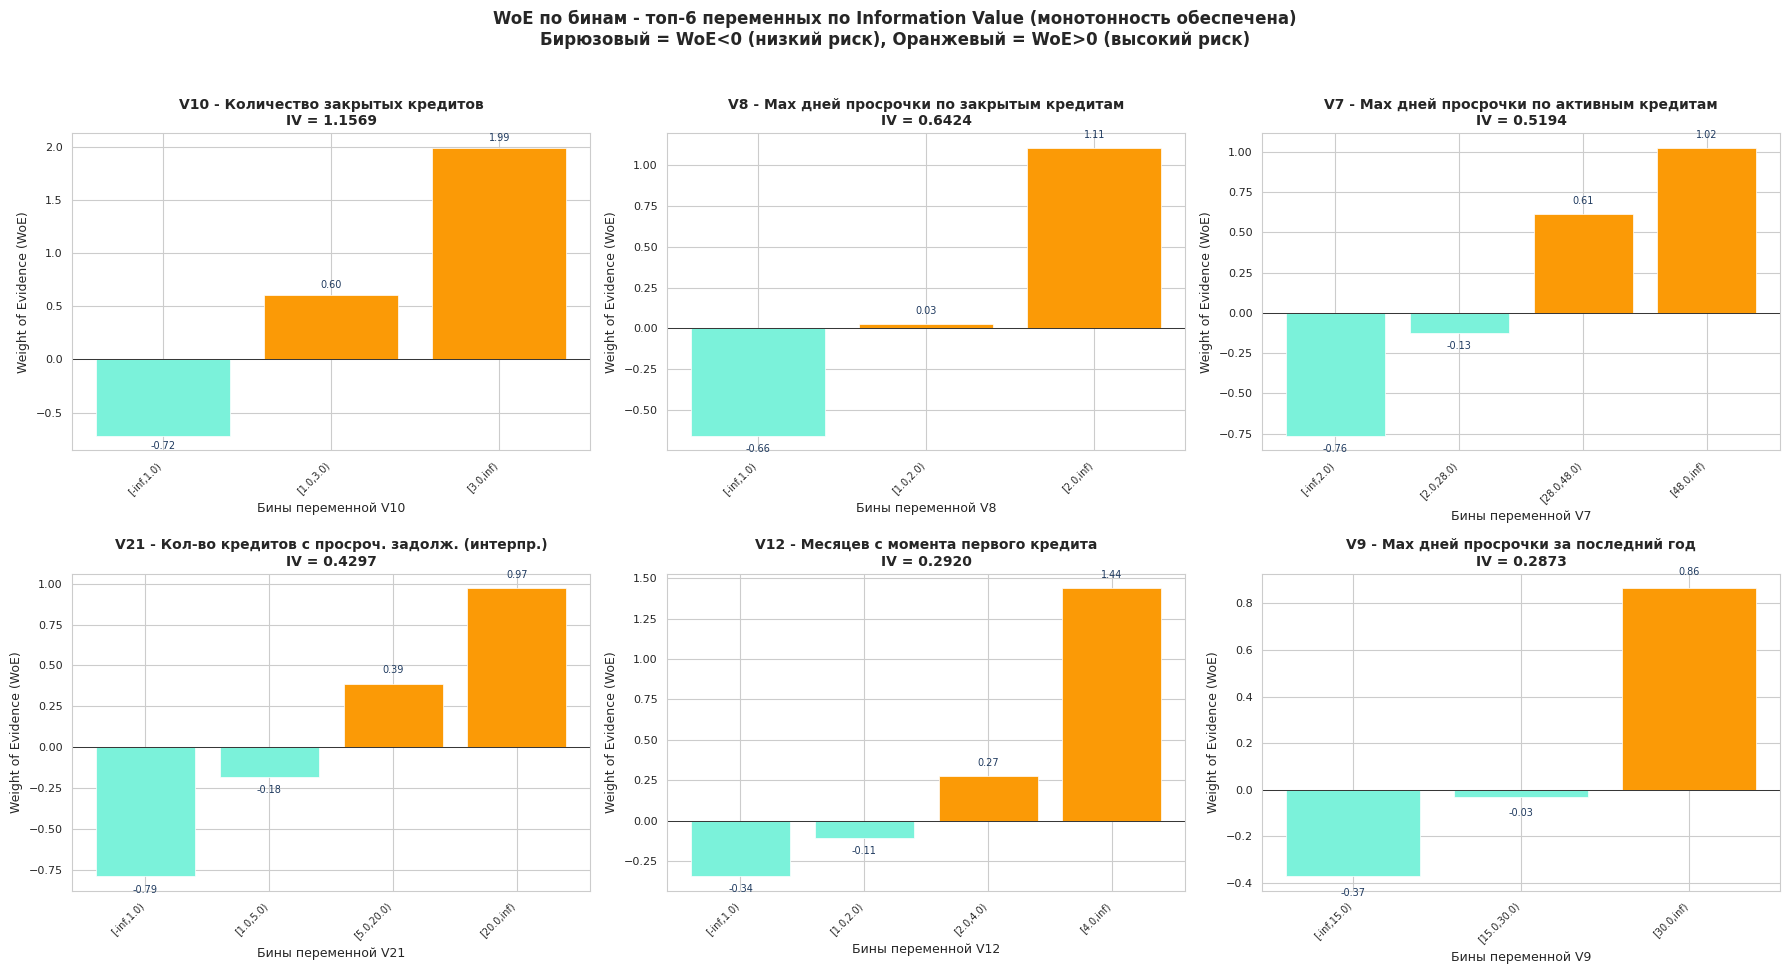 WoE по бинам - топ-6 переменных по Information Value (монотонность обеспечена)
Бирюзовый = WoE<0 (низкий риск), Оранжевый = WoE>0 (высокий риск)
V10 - Количество закрытых кредитов
IV = 1.1569
Weight of Evidence (WoE)
2.0
1.5
1.0
0.5
0.0
−0.5
-0.72
0.60
1.99
[-inf,1.0)
[1.0,3.0)
[3.0,inf)
Бины переменной V10
V8 - Max дней просрочки по закрытым кредитам
IV = 0.6424
Weight of Evidence (WoE)
1.00
0.75
0.50
0.25
0.00
−0.25
−0.50
-0.66
0.03
1.11
[-inf,1.0)
[1.0,2.0)
[2.0,inf)
Бины переменной V8
V7 - Max дней просрочки по активным кредитам
IV = 0.5194
Weight of Evidence (WoE)
1.00
0.75
0.50
0.25
0.00
−0.25
−0.50
−0.75
-0.76
-0.13
0.61
1.02
[-inf,2.0)
[2.0,28.0)
[28.0,48.0)
[48.0,inf)
Бины переменной V7
V21 - Кол-во кредитов с просроч. задолж. (интерпр.)
IV = 0.4297
Weight of Evidence (WoE)
1.00
0.75
0.50
0.25
0.00
−0.25
−0.50
−0.75
-0.79
-0.18
0.39
0.97
[-inf,1.0)
[1.0,5.0)
[5.0,20.0)
[20.0,inf)
Бины переменной V21
V12 - Месяцев с момента первого кредита
IV = 0.2920
Weight of Evidence (WoE)
1.50
1.25
1.00
0.75
0.50
0.25
0.00
−0.25
-0.34
-0.11
0.27
1.44
[-inf,1.0)
[1.0,2.0)
[2.0,4.0)
[4.0,inf)
Бины переменной V12
V9 - Max дней просрочки за последний год
IV = 0.2873
Weight of Evidence (WoE)
0.8
0.6
0.4
0.2
0.0
−0.2
−0.4
-0.37
-0.03
0.86
[-inf,15.0)
[15.0,30.0)
[30.0,inf)
Бины переменной V9